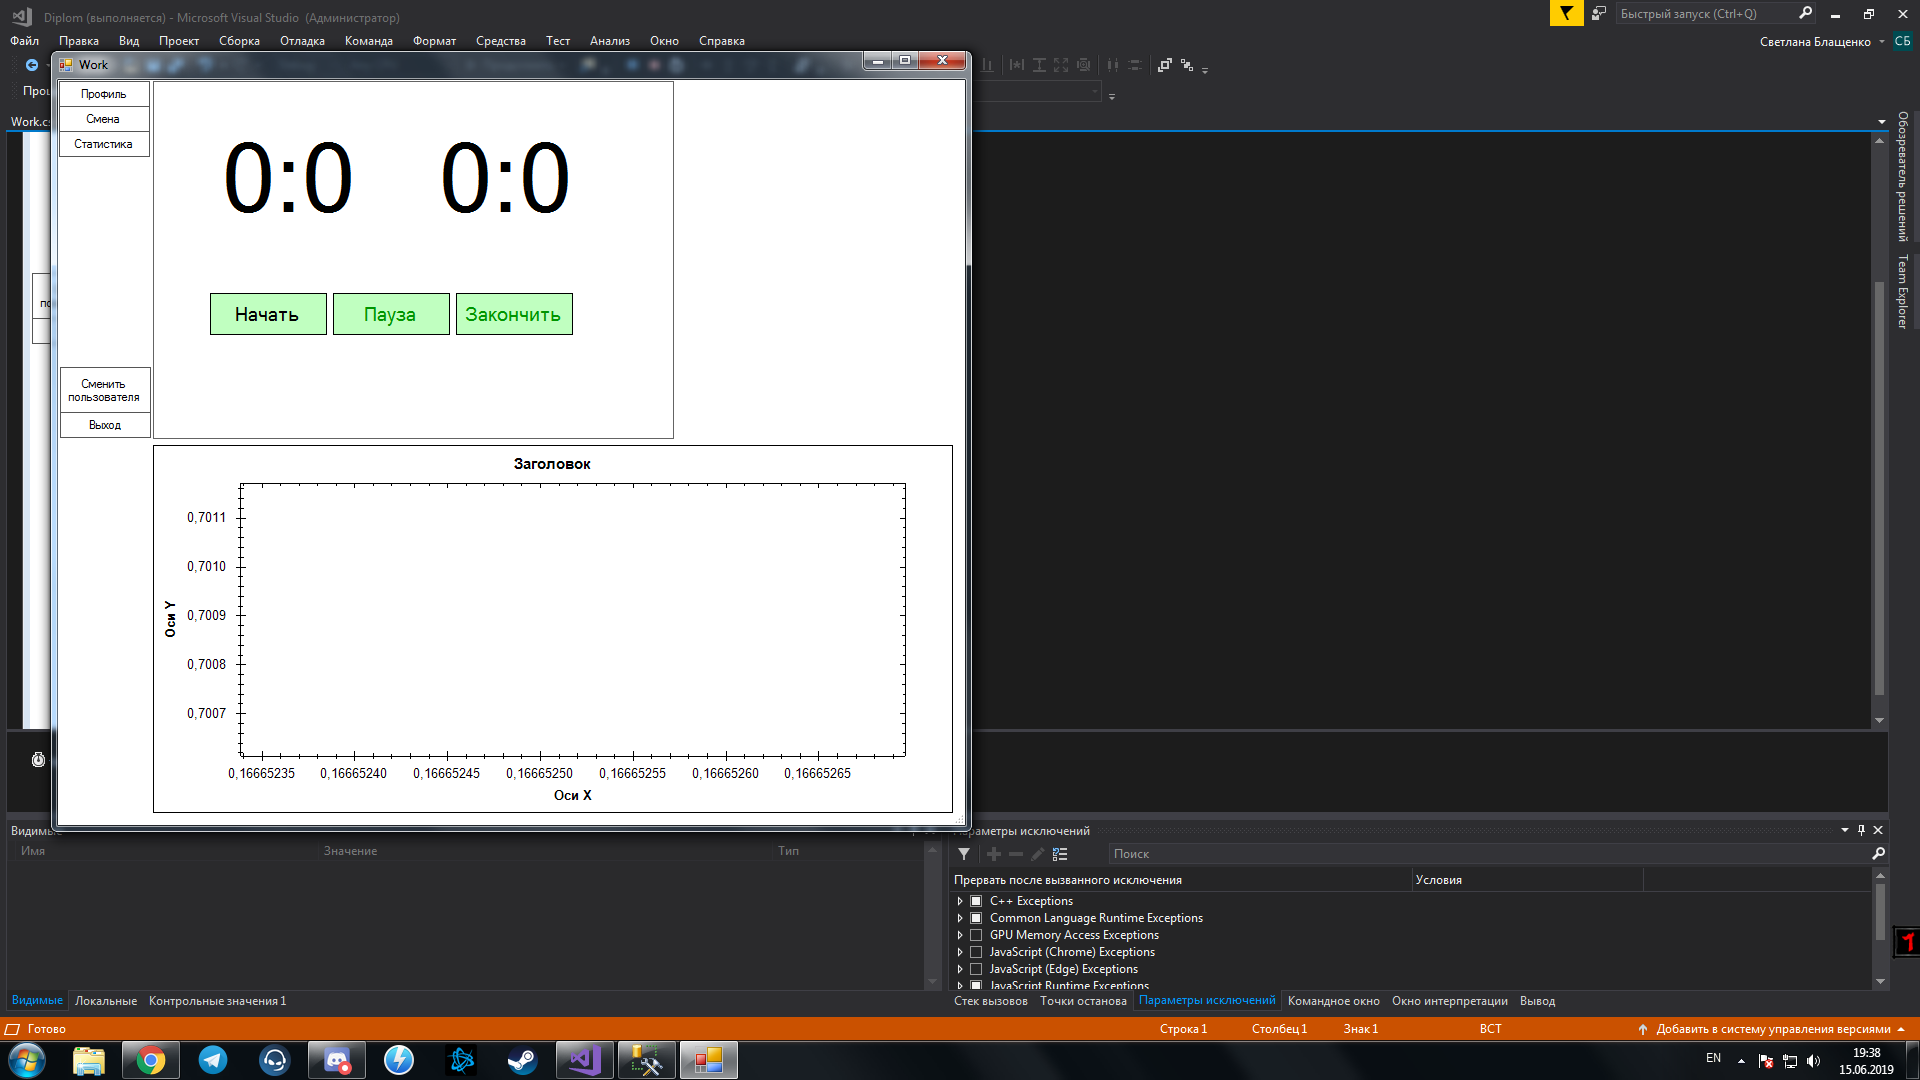 Diplom (выполняется) - Microsoft Visual Studio (Администратор)
Быстрый запуск (Ctrl+Q)
Файл Правка Вид Проект Сборка Отладка Команда Формат Средства Тест Анализ Окно Справка
Светлана Блащенко СБ
Work
Профиль
Смена
Статистика
0:0 0:0
Начать Пауза Закончить
Сменить
пользователя
Выход
Заголовок
0,7011
0,7010
0,7009
0,7008
0,7007
Оси Y
0,16665235 0,16665240 0,16665245 0,16665250 0,16665255 0,16665260 0,16665265
Оси X
Обозреватель решений
Team Explorer
Видимые
Имя Значение Тип
Видимые Локальные Контрольные значения 1
Параметры исключений
Поиск
Прервать после вызванного исключения Условия
C++ Exceptions
Common Language Runtime Exceptions
GPU Memory Access Exceptions
JavaScript (Chrome) Exceptions
JavaScript (Edge) Exceptions
JavaScript Runtime Exceptions
Стек вызовов Точки останова Параметры исключений Командное окно Окно интерпретации Вывод
Готово Строка 1 Столбец 1 Знак 1 ВСТ Добавить в систему управления версиями
EN
19:38
15.06.2019